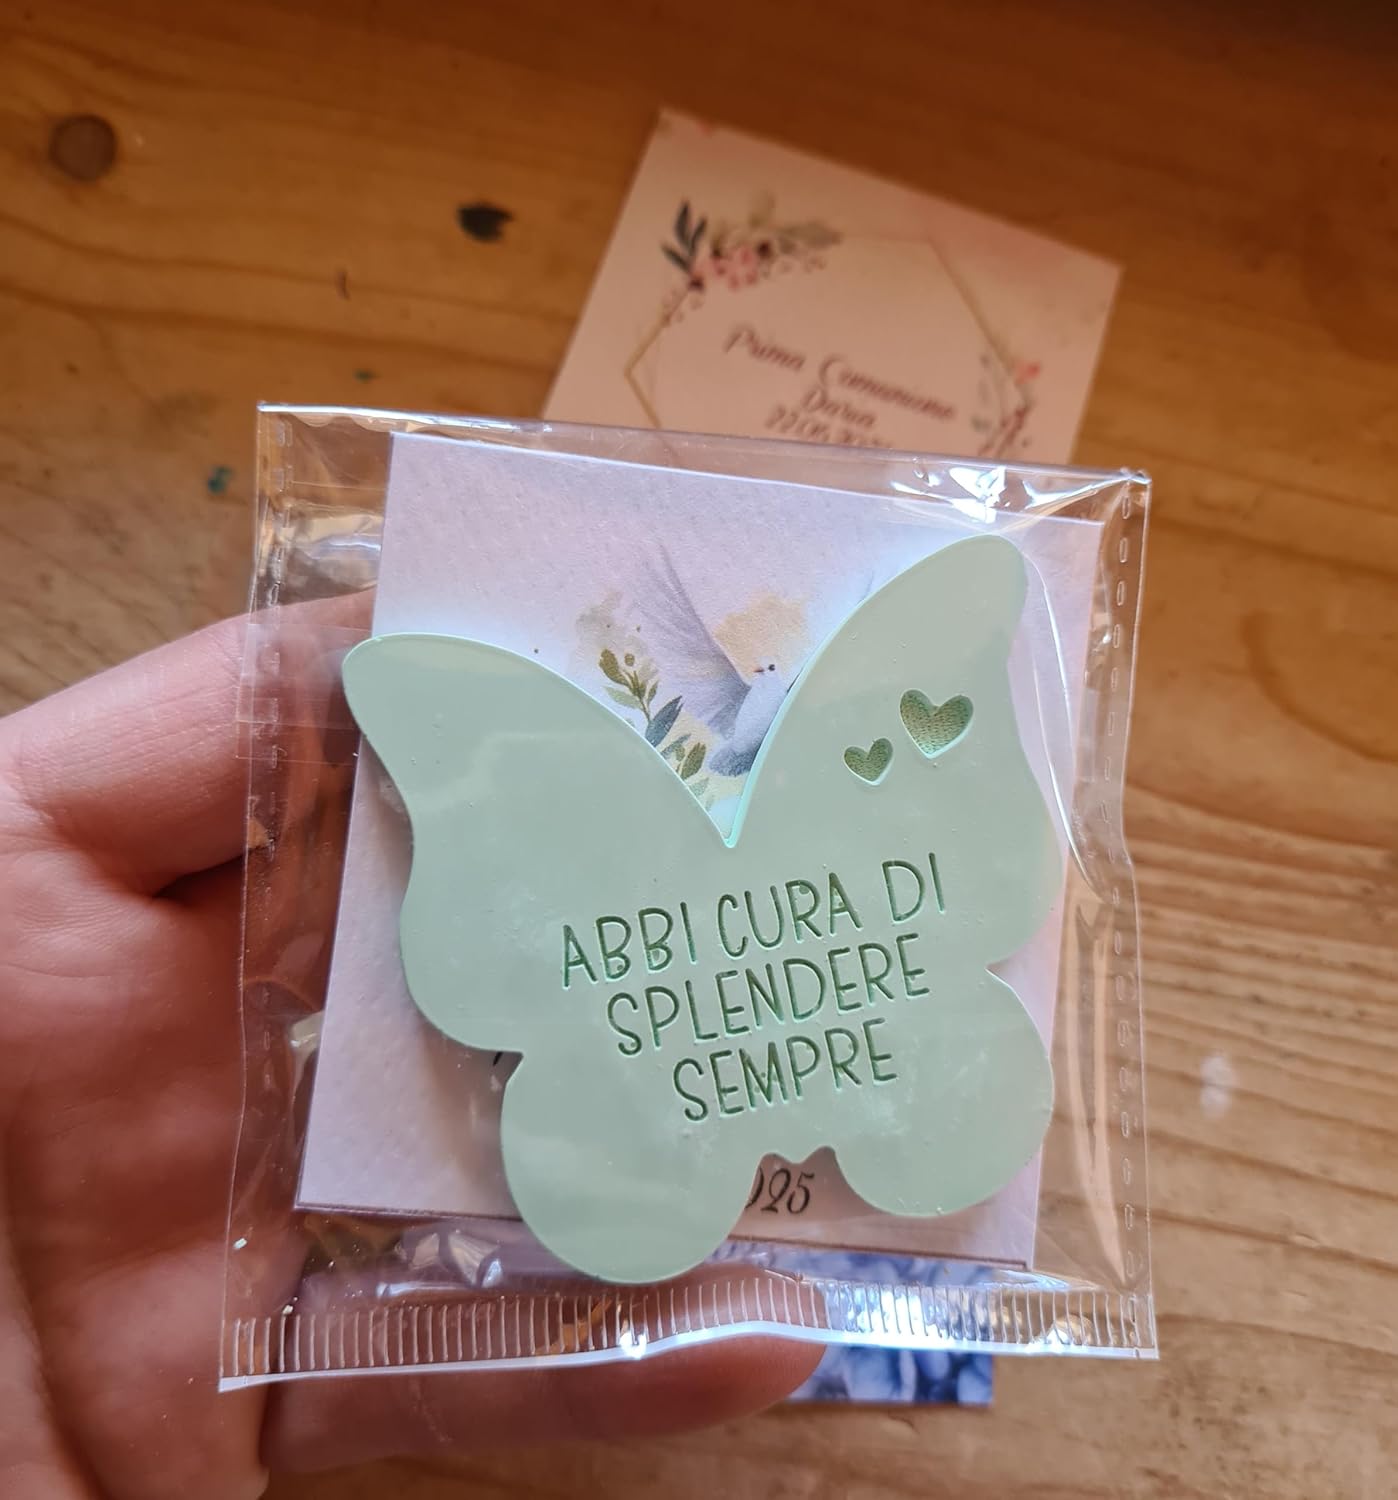 Prima Comunione
ABBI CURA DI
SPLENDERE
SEMPRE